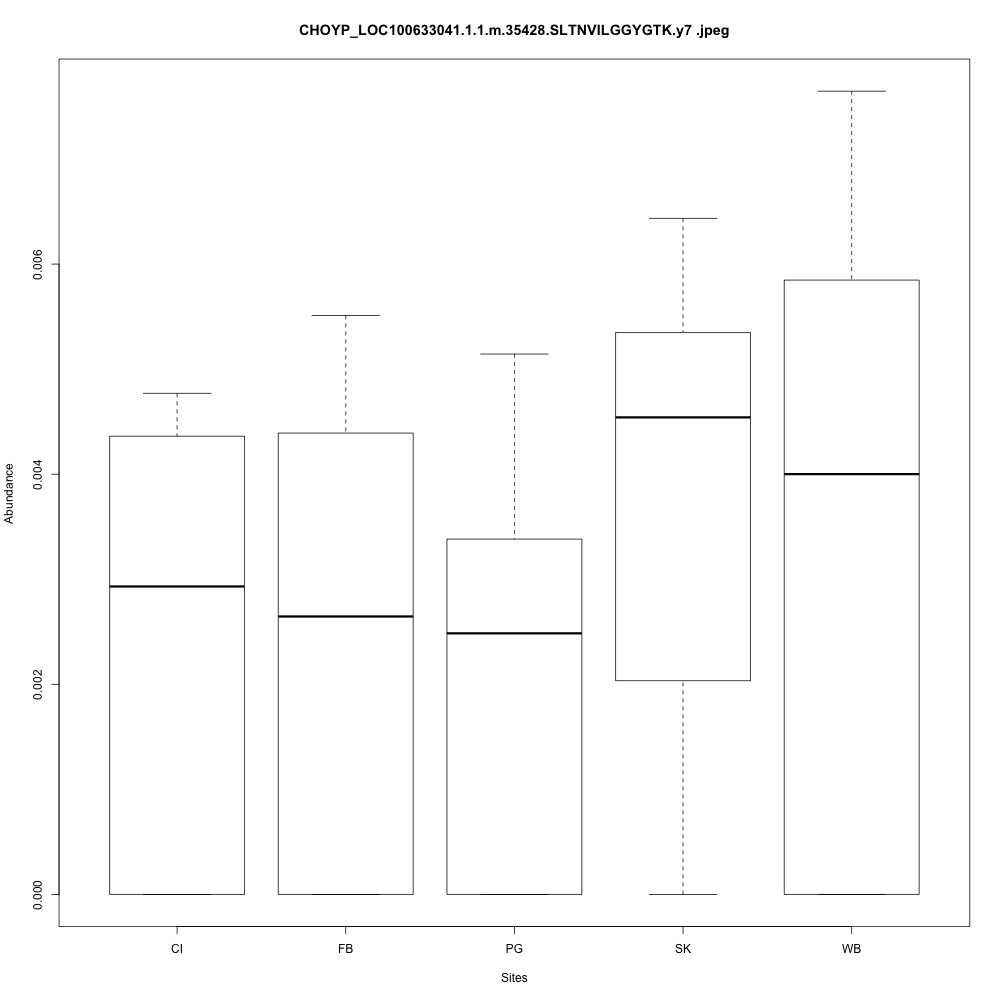 CHOYP_LOC100633041.1.1.m.35428.SLTNVILGGYGTK.y7 .jpeg
Abundance
0.006
0.004
0.002
0.000
CI FB PG SK WB
Sites